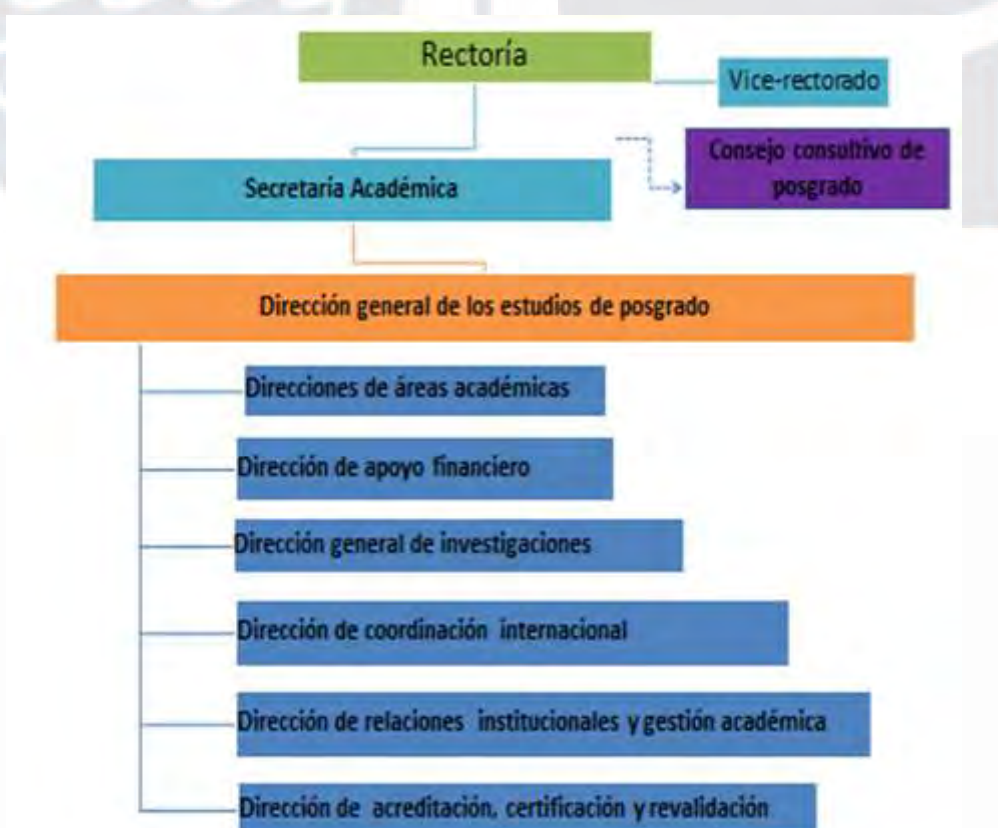 Rectoría
Vice-rectorado
Consejo consultivo de
posgrado
Secretaria Académica
Dirección general de los estudios de posgrado
Direcciones de áreas académicas
Dirección de apoyo financiero
Dirección general de investigaciones
Dirección de coordinación internacional
Dirección de relaciones institucionales y gestión académica
Dirección de acreditación, certificación y revalidación